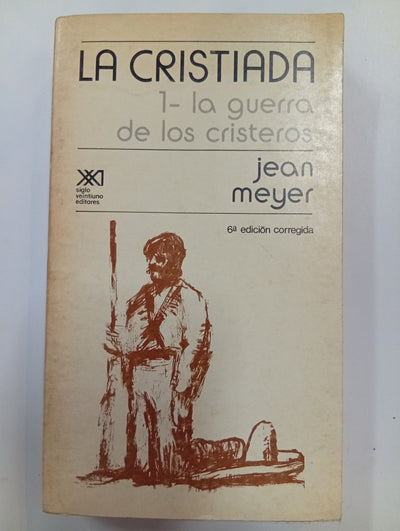 LA CRISTIADA
1- la guerra
de los cristeros
jean
meyer
siglo
veintiuno
editores
6ª edición corregida